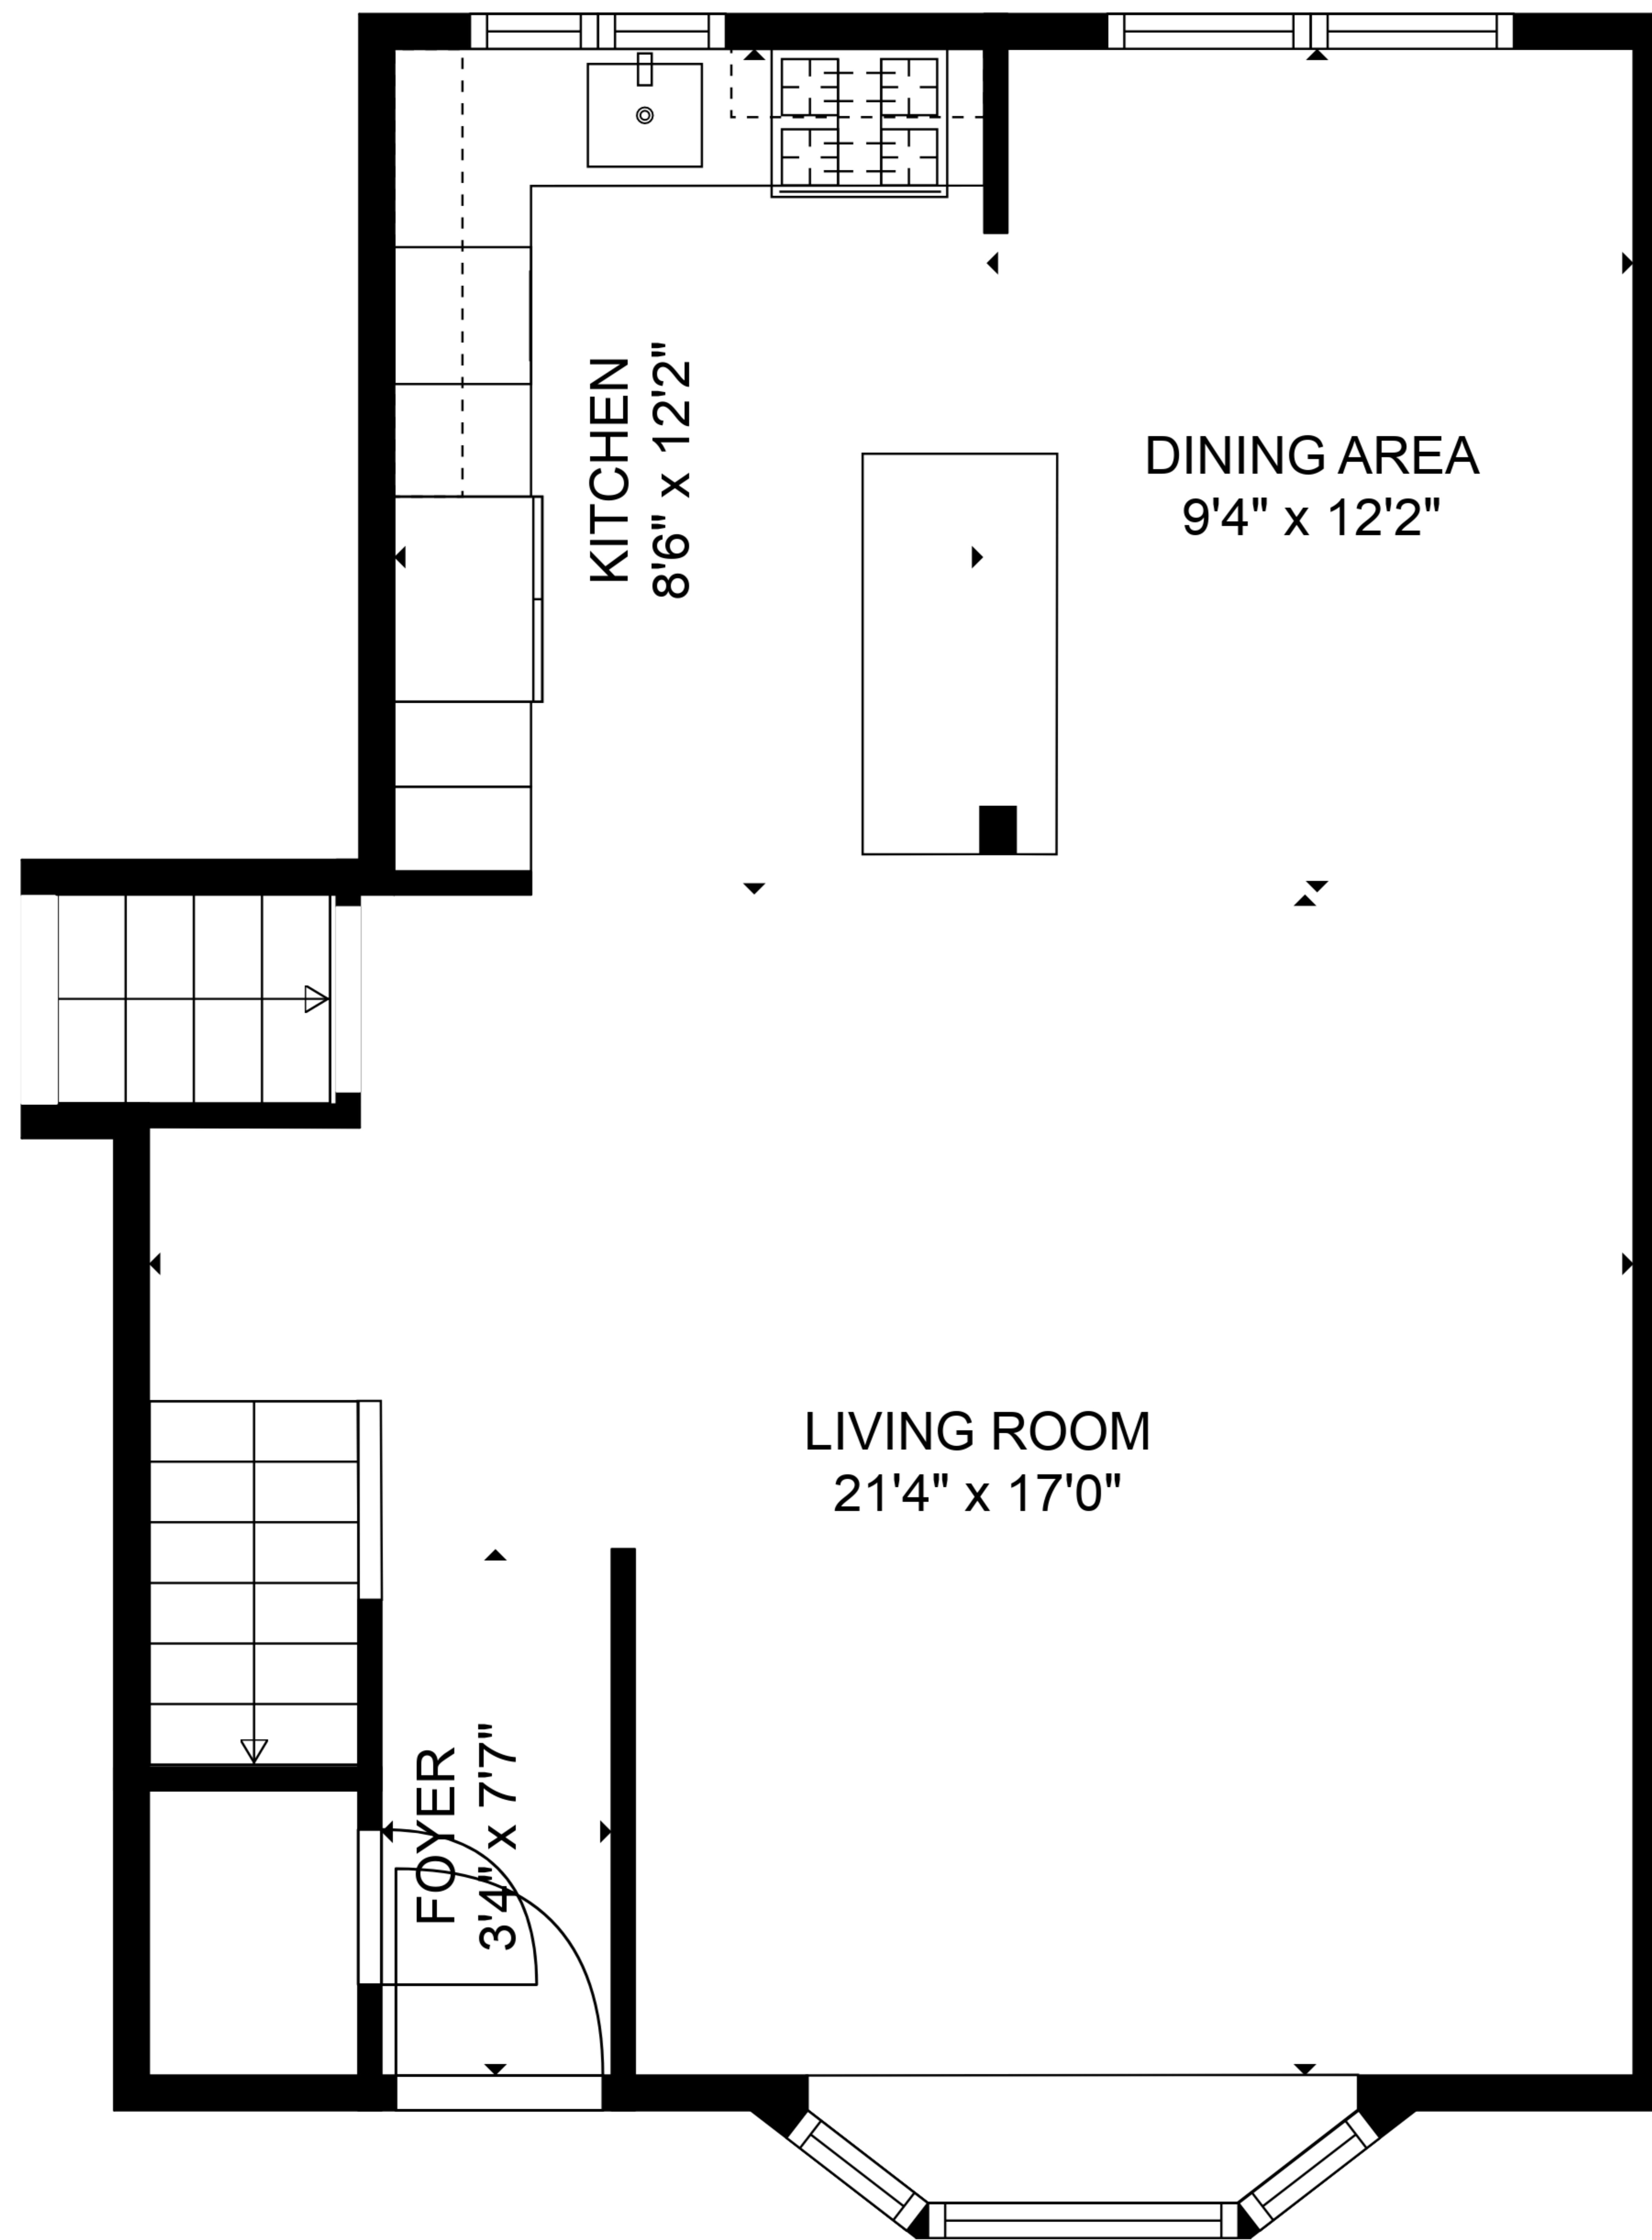 KITCHEN
8'6" x 12'2"
DINING AREA
9'4" x 12'2"
LIVING ROOM
21'4" x 17'0"
FOYER
3'4" x 7'7"